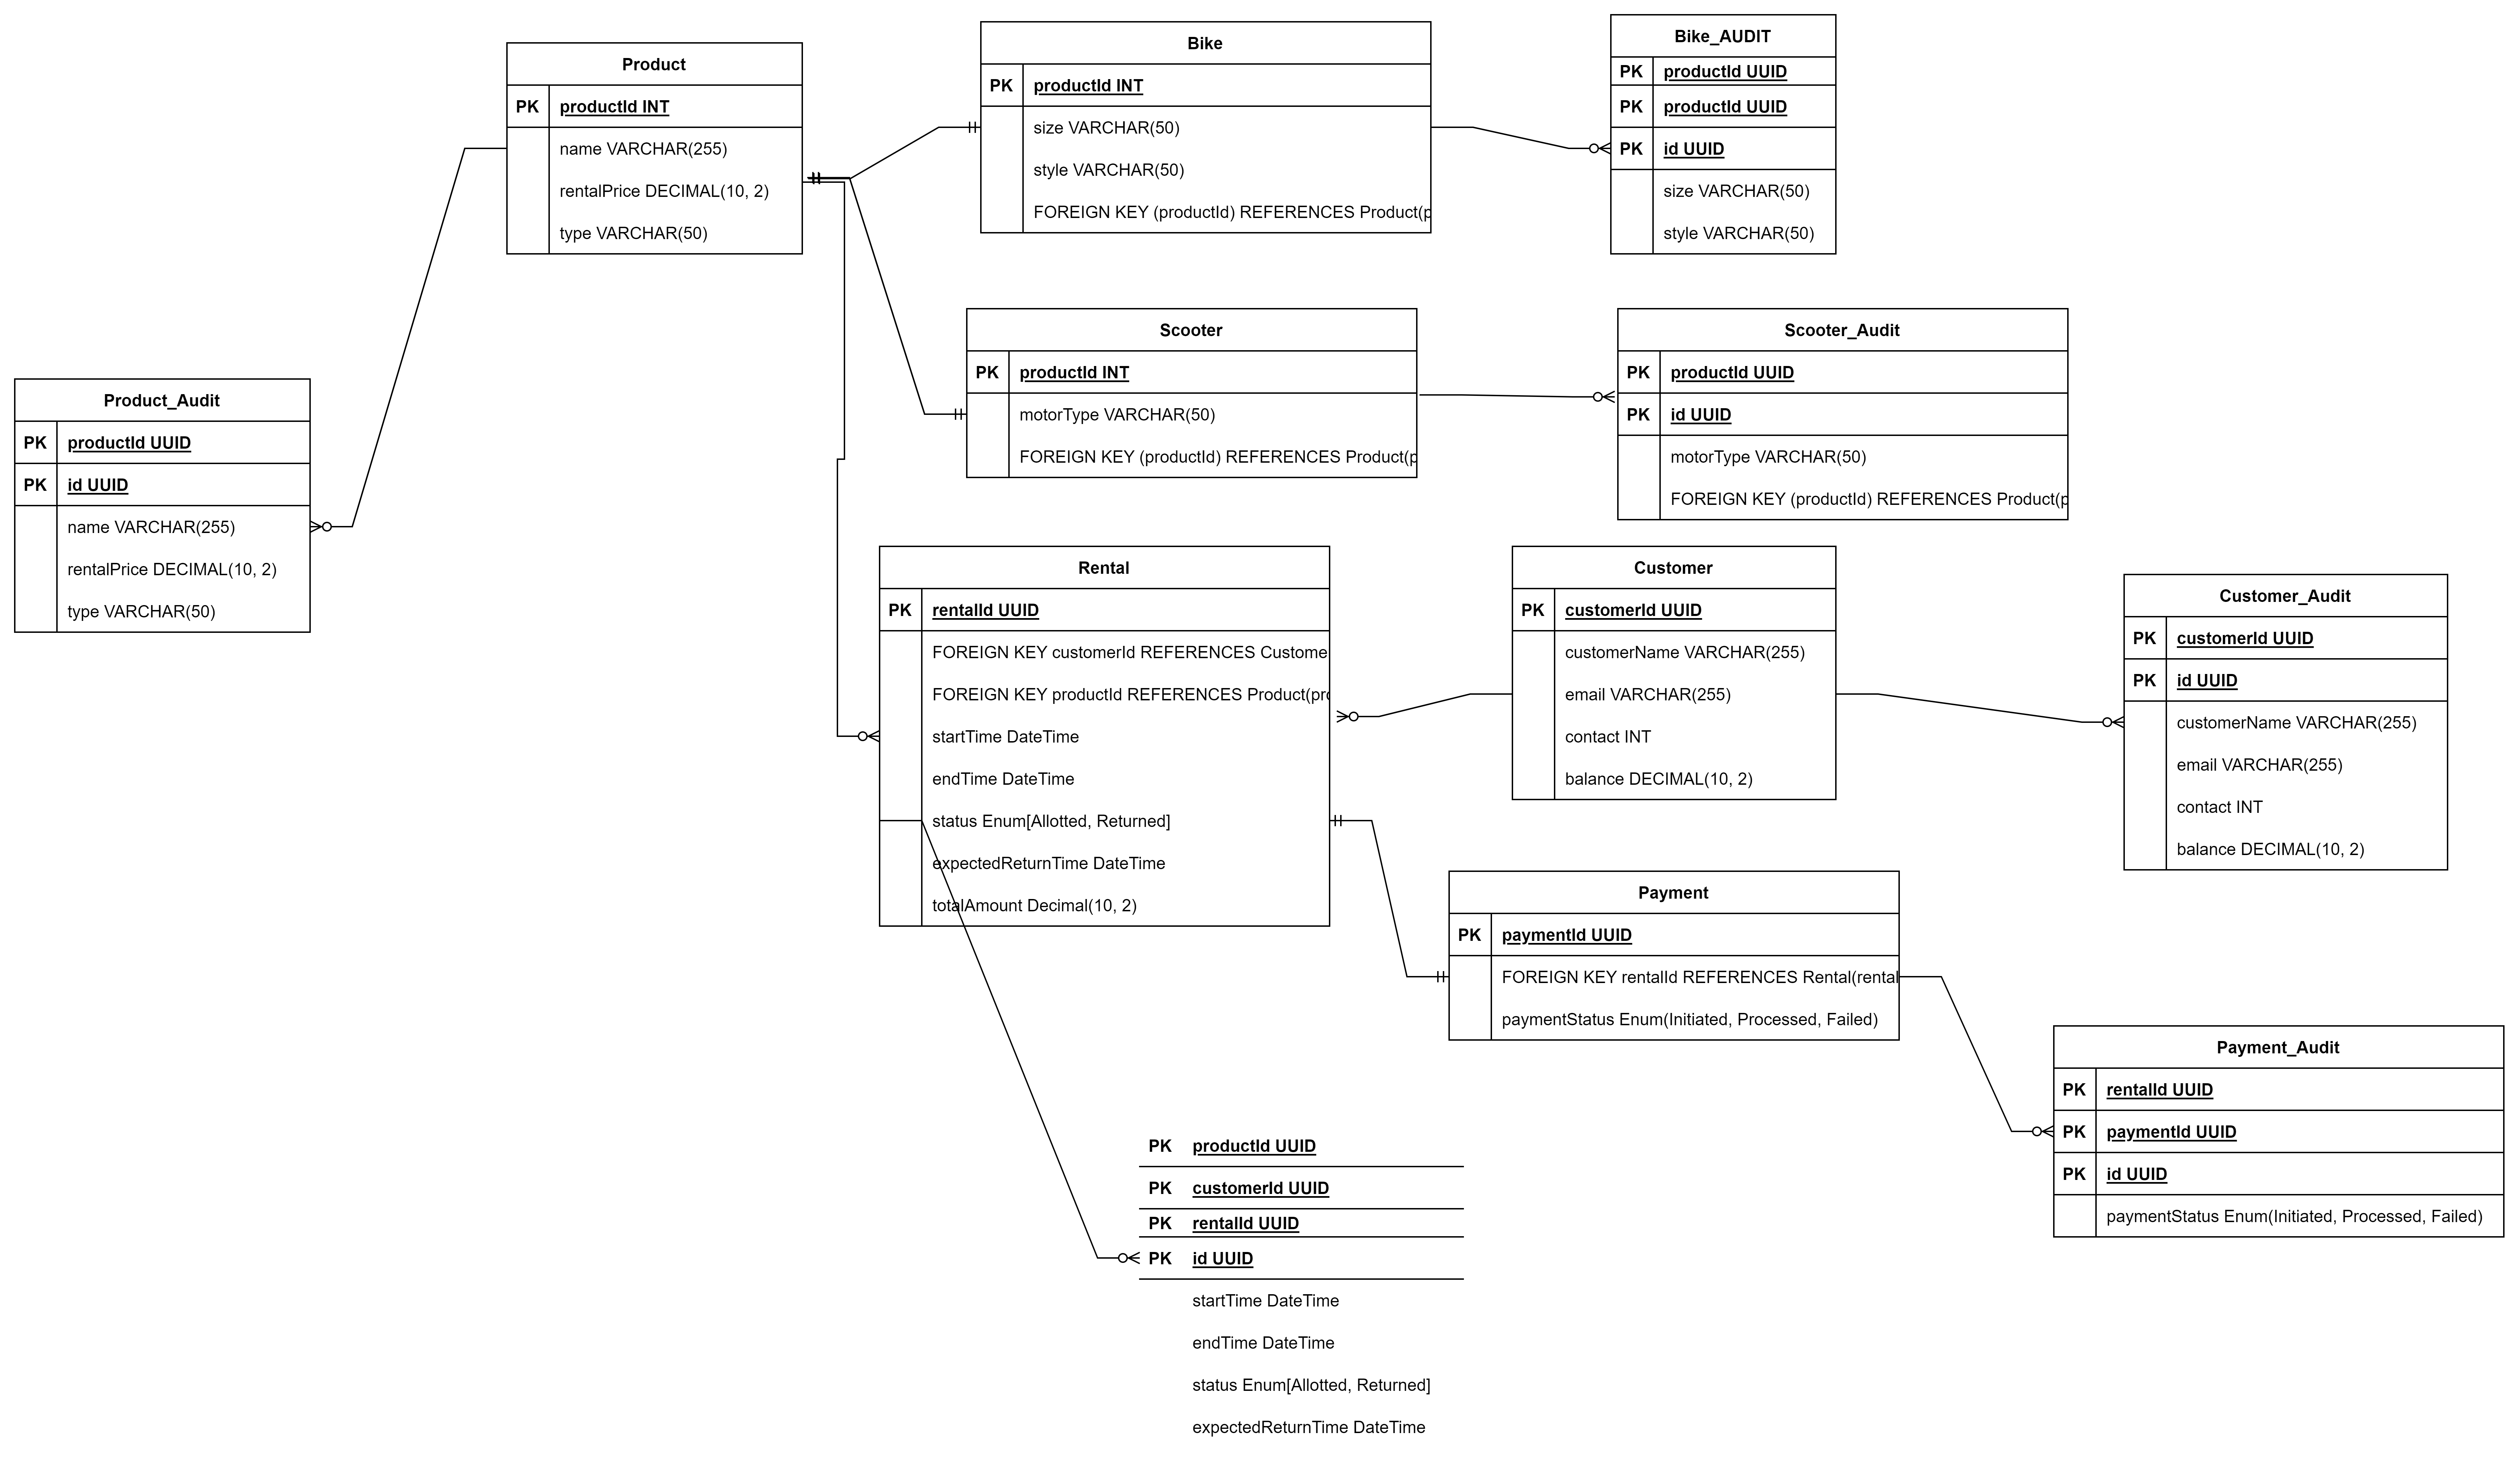 Product
PK productId INT
name VARCHAR(255)
rentalPrice DECIMAL(10, 2)
type VARCHAR(50)
Bike
PK productId INT
size VARCHAR(50)
style VARCHAR(50)
FOREIGN KEY (productId) REFERENCES Product(p
Bike_AUDIT
PK productId UUID
PK productId UUID
PK id UUID
size VARCHAR(50)
style VARCHAR(50)
Scooter
PK productId INT
motorType VARCHAR(50)
FOREIGN KEY (productId) REFERENCES Product(p
Scooter_Audit
PK productId UUID
PK id UUID
motorType VARCHAR(50)
FOREIGN KEY (productId) REFERENCES Product(p
Product_Audit
PK productId UUID
PK id UUID
name VARCHAR(255)
rentalPrice DECIMAL(10, 2)
type VARCHAR(50)
Rental
PK rentalId UUID
FOREIGN KEY customerId REFERENCES Custome
FOREIGN KEY productId REFERENCES Product(pro
startTime DateTime
endTime DateTime
status Enum[Allotted, Returned]
expectedReturnTime DateTime
totalAmount Decimal(10, 2)
Customer
PK customerId UUID
customerName VARCHAR(255)
email VARCHAR(255)
contact INT
balance DECIMAL(10, 2)
Customer_Audit
PK customerId UUID
PK id UUID
customerName VARCHAR(255)
email VARCHAR(255)
contact INT
balance DECIMAL(10, 2)
Payment
PK paymentId UUID
FOREIGN KEY rentalId REFERENCES Rental(rental
paymentStatus Enum(Initiated, Processed, Failed)
Payment_Audit
PK rentalId UUID
PK paymentId UUID
PK id UUID
paymentStatus Enum(Initiated, Processed, Failed)
PK productId UUID
PK customerId UUID
PK rentalId UUID
PK id UUID
startTime DateTime
endTime DateTime
status Enum[Allotted, Returned]
expectedReturnTime DateTime